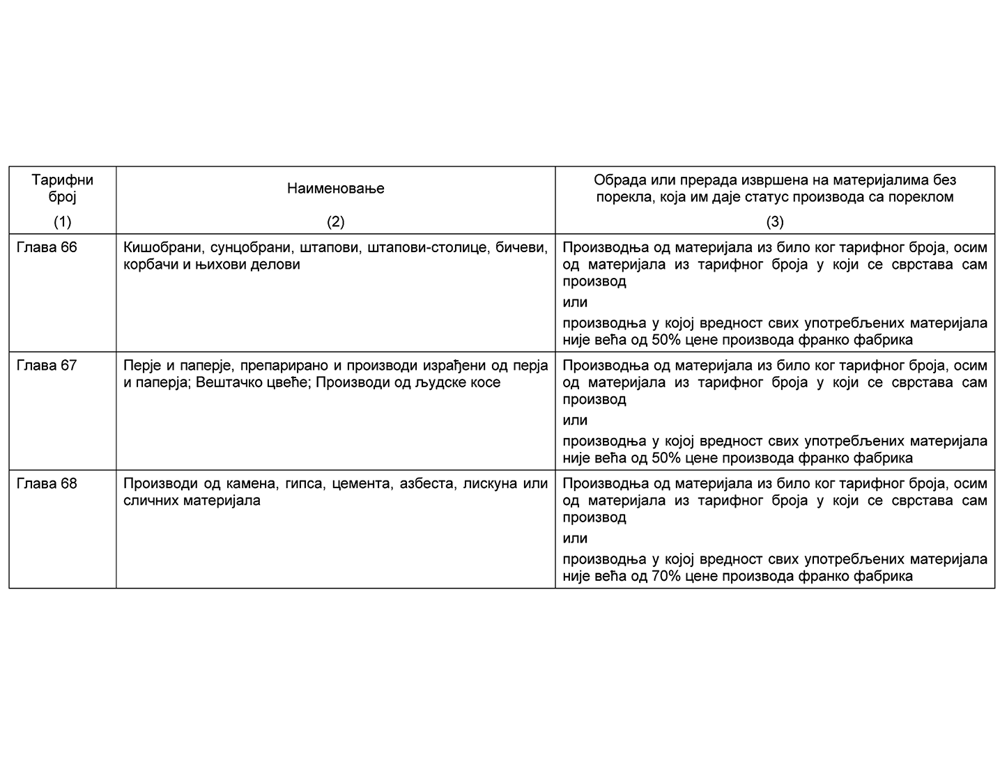 Тарифни
број
(1)
Наименовање
(2)
Обрада или прерада извршена на материјалима без
порекла, која им даје статус производа са пореклом
(3)
Глава 66
Кишобрани, сунцобрани, штапови, штапови-столице, бичеви,
корбачи и њихови делови
Производња од материјала из било ког тарифног броја, осим
од материјала из тарифног броја у који се сврстава сам
производ
или
производња у којој вредност свих употребљених материјала
није већа од 50% цене производа франко фабрика
Глава 67
Перје и паперје, препарирано и производи израђени од перја
и паперја; Вештачко цвеће; Производи од људске косе
Производња од материјала из било ког тарифног броја, осим
од материјала из тарифног броја у који се сврстава сам
производ
или
производња у којој вредност свих употребљених материјала
није већа од 50% цене производа франко фабрика
Глава 68
Производи од камена, гипса, цемента, азбеста, лискуна или
сличних материјала
Производња од материјала из било ког тарифног броја, осим
од материјала из тарифног броја у који се сврстава сам
производ
или
производња у којој вредност свих употребљених материјала
није већа од 70% цене производа франко фабрика